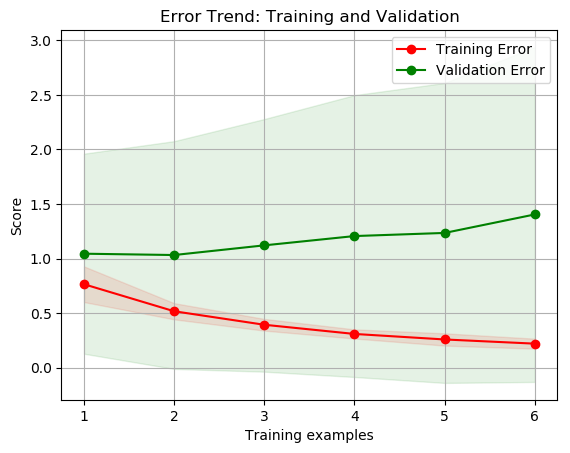 Error Trend: Training and Validation
3.0
2.5
2.0
1.5
1.0
0.5
0.0
Score
Training Error
Validation Error
1 2 3 4 5 6
Training examples